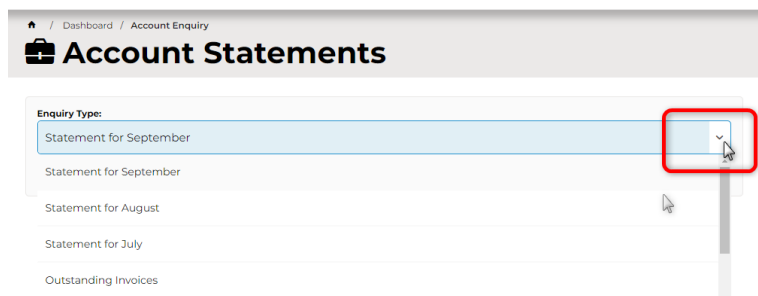 / Dashboard / Account Enquiry
Account Statements
Enquiry Type:
Statement for September
Statement for September
Statement for August
Statement for July
Outstanding Invoices